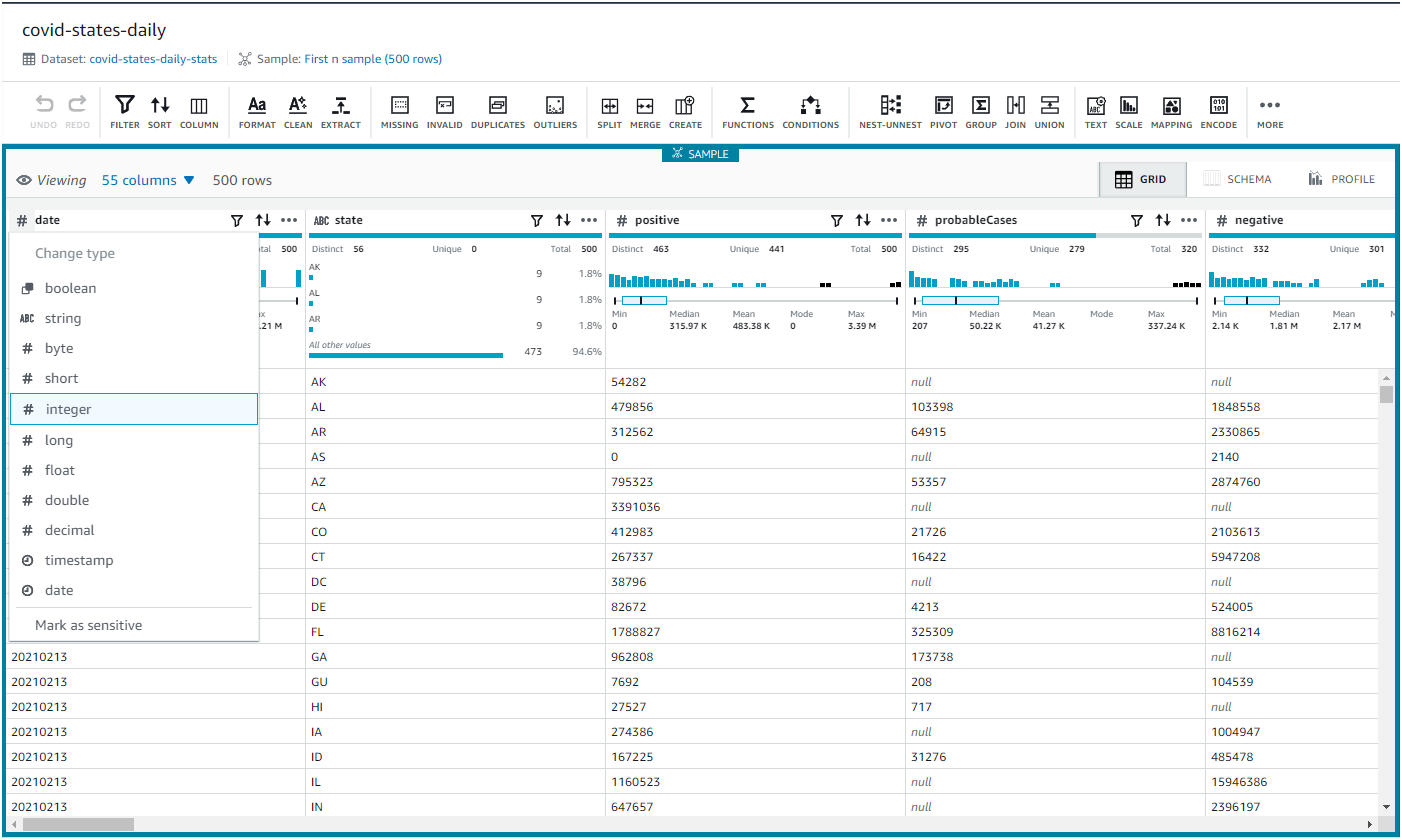 covid-states-daily
Dataset: covid-states-daily-stats Sample: First n sample (500 rows)
UNDO REDO FILTER SORT COLUMN FORMAT CLEAN EXTRACT MISSING INVALID DUPLICATES OUTLIERS SPLIT MERGE CREATE FUNCTIONS CONDITIONS NEST-UNNEST PIVOT GROUP JOIN UNION TEXT SCALE MAPPING ENCODE MORE
SAMPLE
Viewing 55 columns 500 rows GRID SCHEMA PROFILE
# date ABC state # positive # probableCases # negative
tal 500 Distinct 56 Unique 0 Total 500 Distinct 463 Unique 441 Total 500 Distinct 295 Unique 279 Total 320 Distinct 332 Unique 301
AK 9 1.8%
AL 9 1.8%
AR 9 1.8%
All other values 473 94.6%
x Min Median Mean Mode Max Min Median Mean Mode Max Min Median Mean M
.21 M 0 315.97 K 483.38 K 0 3.39 M 207 50.22 K 41.27 K 337.24 K 2.14 K 1.81 M 2.17 M
Change type
boolean
ABC string
# byte
# short
# integer
# long
# float
# double
# decimal
timestamp
date
Mark as sensitive
AK 54282 null null
AL 479856 103398 1848558
AR 312562 64915 2330865
AS 0 null 2140
AZ 795323 53357 2874760
CA 3391036 null null
CO 412983 21726 2103613
CT 267337 16422 5947208
DC 38796 null null
DE 82672 4213 524005
FL 1788827 325309 8816214
20210213 GA 962808 173738 null
20210213 GU 7692 208 104539
20210213 HI 27527 717 null
20210213 IA 274386 null 1004947
20210213 ID 167225 31276 485478
20210213 IL 1160523 null 15946386
20210213 IN 647657 null 2396197